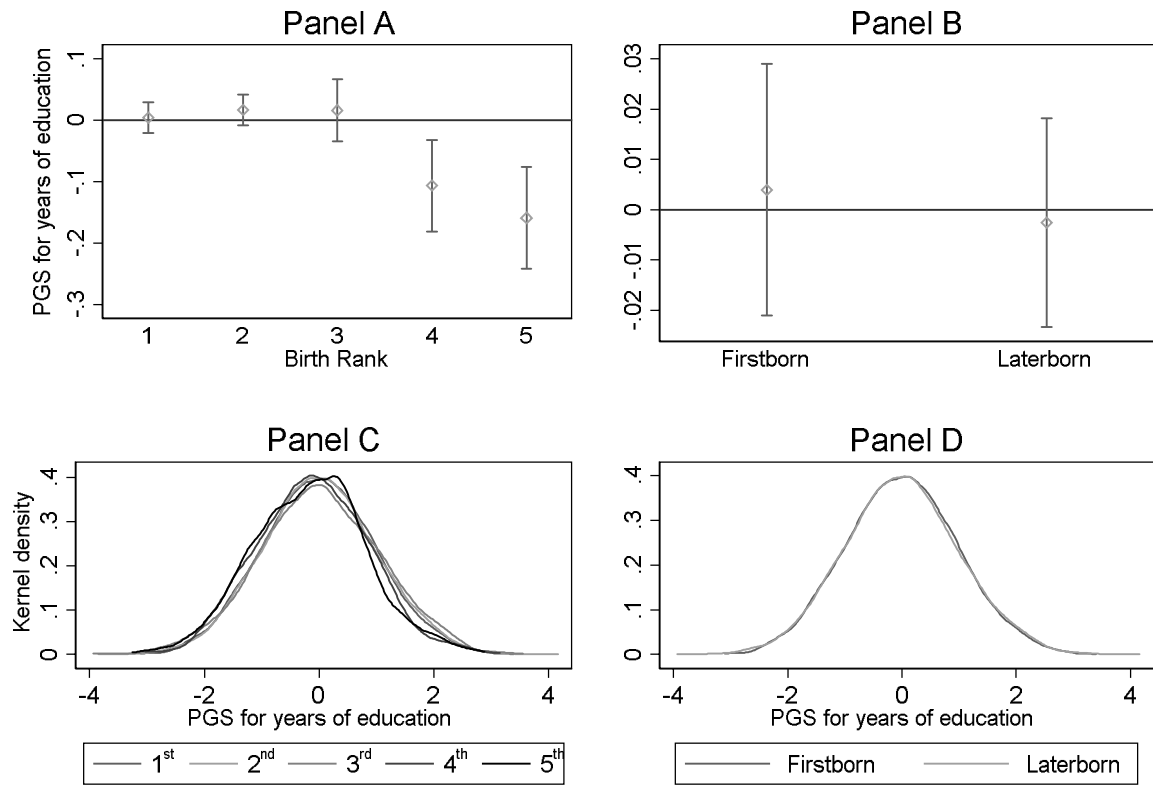 Panel A
PGS for years of education
.1
0
-.1
-.2
-.3
1 2 3 4 5
Birth Rank
Panel B
.03
.02
.01
0
-.01
-.02
Firstborn Laterborn
Panel C
Kernel density
.4
.3
.2
.1
0
-4 -2 0 2 4
PGS for years of education
1st 2nd 3rd 4th 5th
Panel D
.4
.3
.2
.1
0
-4 -2 0 2 4
PGS for years of education
Firstborn Laterborn